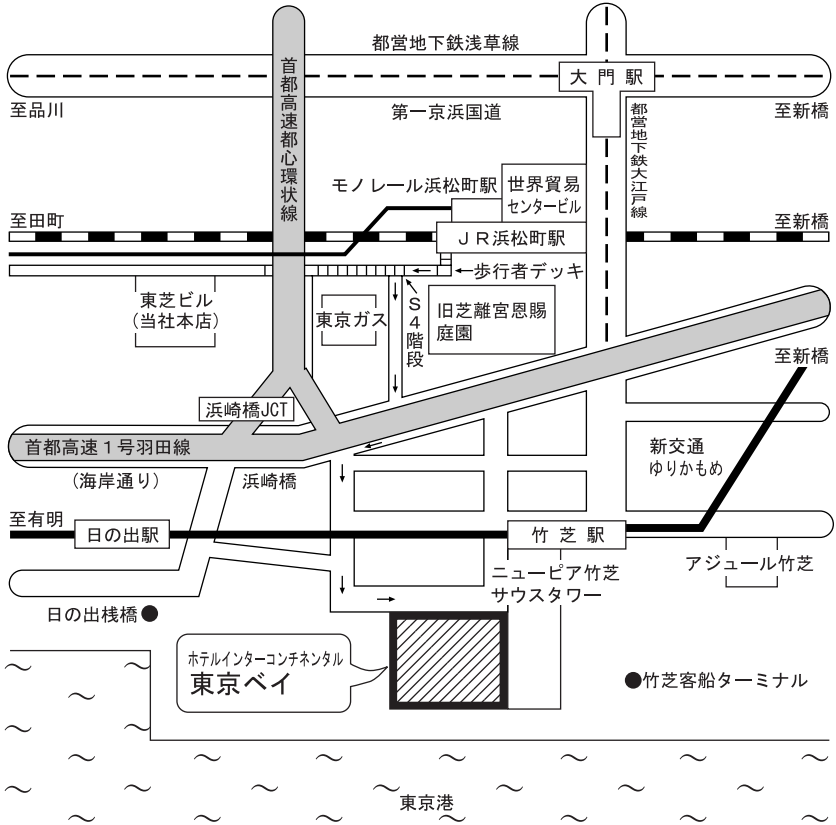 都営地下鉄浅草線
首都高速都心環状線
大門駅
至品川
第一京浜国道
都営地下鉄大江戸線
至新橋
モノレール浜松町駅
世界貿易
センタービル
至田町
JR浜松町駅
至新橋
歩行者デッキ
東芝ビル
(当社本店)
東京ガス
S4階段
旧芝離宮恩賜
庭園
至新橋
浜崎橋JCT
首都高速1号羽田線
(海岸通り)
浜崎橋
新交通
ゆりかもめ
至有明
日の出駅
竹芝駅
ニューピア竹芝
サウスタワー
アジュール竹芝
日の出桟橋
ホテルインターコンチネンタル
東京ベイ
竹芝客船ターミナル
東京港